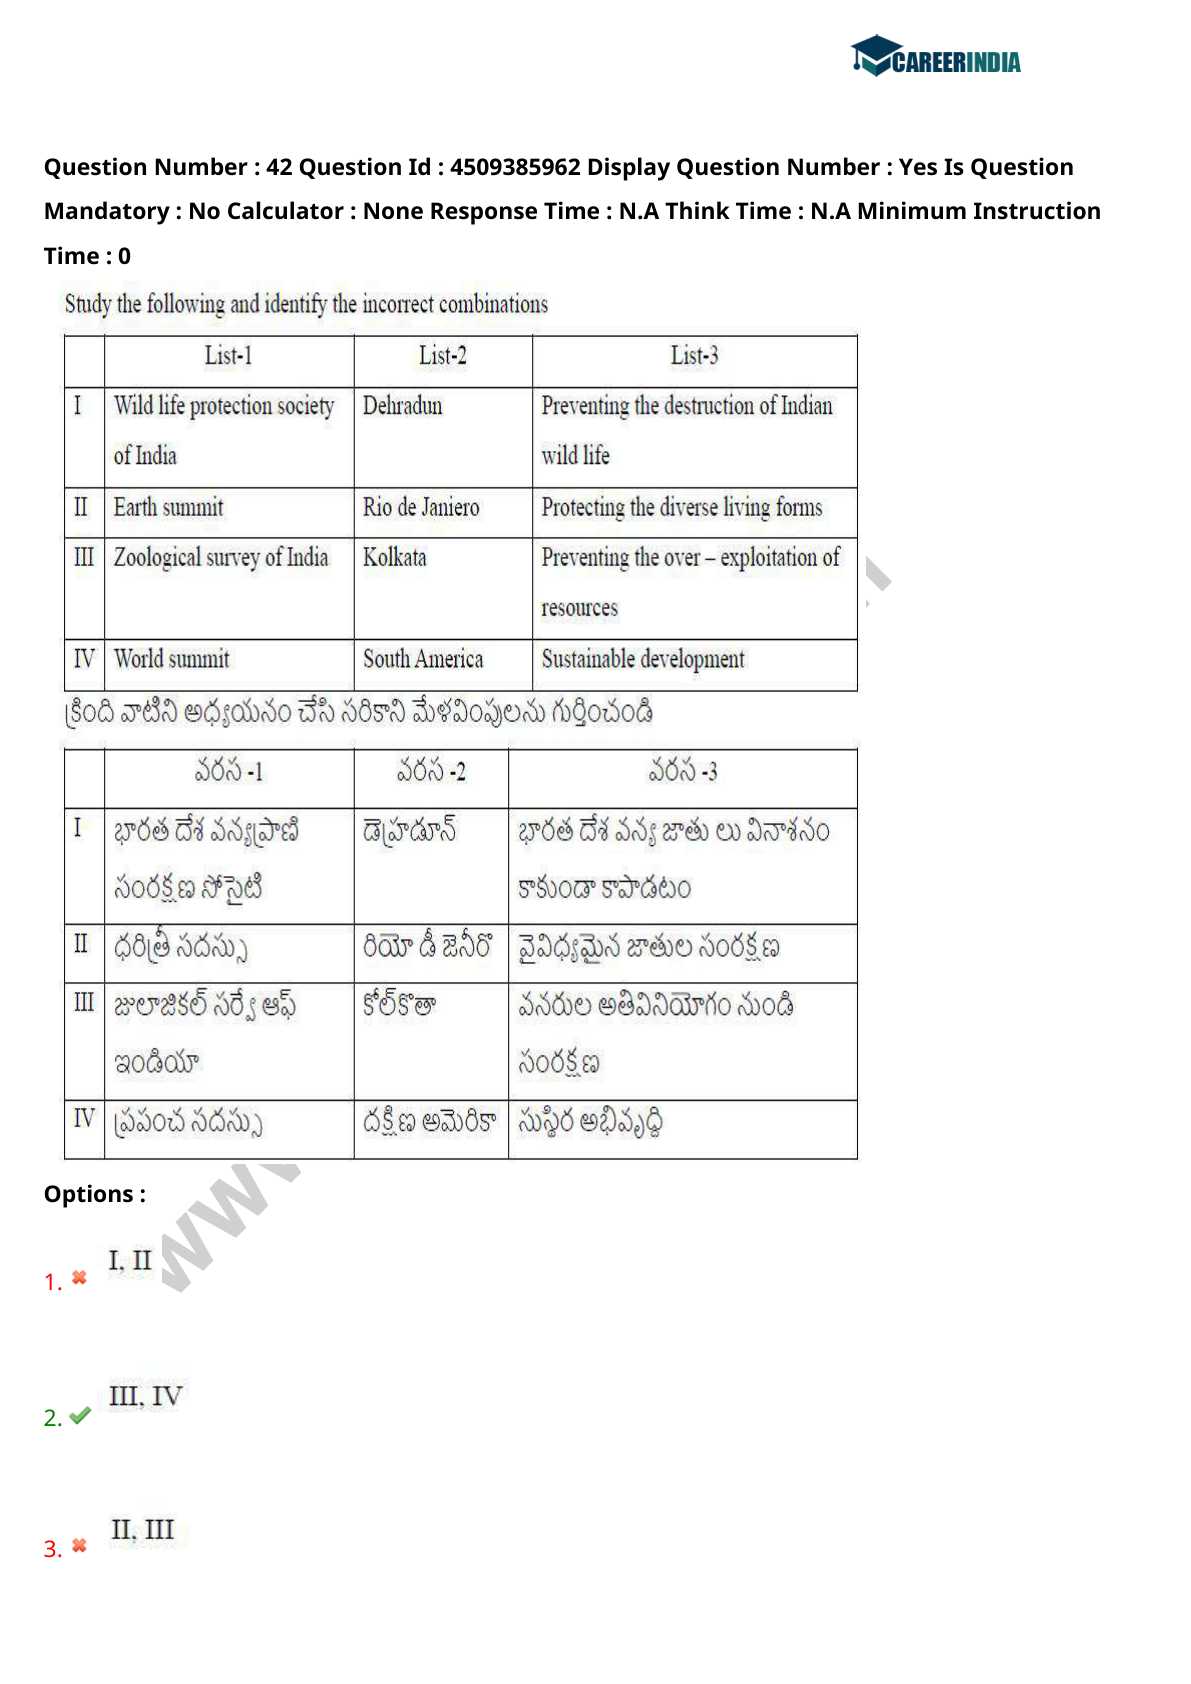 CAREERINDIA
Question Number : 42 Question Id : 4509385962 Display Question Number : Yes Is Question
Mandatory : No Calculator : None Response Time : N.A Think Time : N.A Minimum Instruction
Time : 0
Study the following and identify the incorrect combinations
List-1 List-2 List-3
I Wild life protection society Dehradun Preventing the destruction of Indian
of India wild life
II Earth summit Rio de Janiero Protecting the diverse living forms
III Zoological survey of India Kolkata Preventing the over – exploitation of
resources
IV World summit South America Sustainable development
క్రింది వాటిని అధ్యయనం చేసి సరికాని మేళవింపులను గుర్తించండి
వరస -1 వరస -2 వరస -3
I భారత దేశ వన్యప్రాణి డెహ్రాడూన్ భారత దేశ వన్య జాతు లు వినాశనం
సంరక్షణ సోసైటి కాకుండా కాపాడటం
II ధరిత్రీ సదస్సు రియో డీ జెనీరొ వైవిధ్యమైన జాతుల సంరక్షణ
III జులాజికల్ సర్వే ఆఫ్ కోల్‌కొతా వనరుల అతివినియోగం నుండి
ఇండియా సంరక్షణ
IV ప్రపంచ సదస్సు దక్షిణ అమెరికా సుస్థిర అభివృద్ది
Options :
1. I, II
2. III, IV
3. II, III